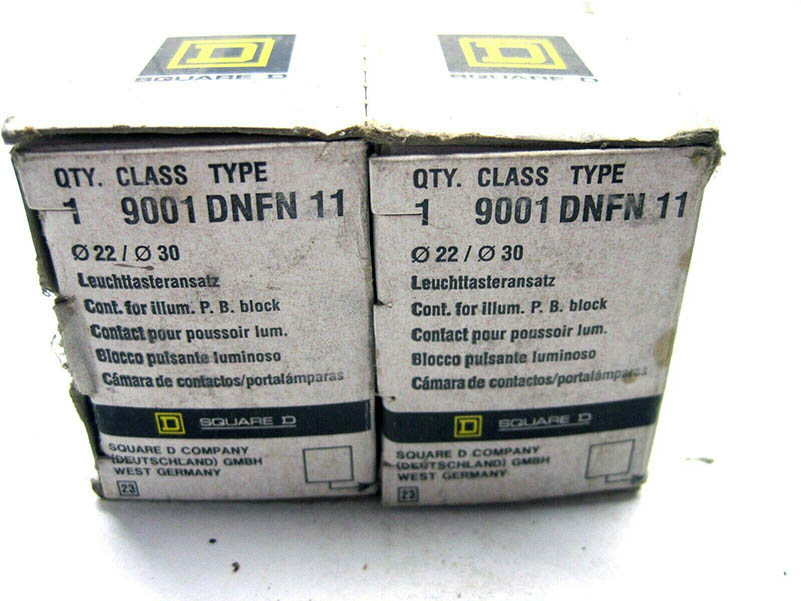 SQUARE D
QTY. CLASS TYPE
1 9001 DNFN 11
Ø 22 / Ø 30
Leuchttasteransatz
Cont. for illum. P. B. block
Contact pour poussoir lum.
Blocco pulsante luminoso
Cámara de contactos/portalámparas
D SQUARE D
SQUARE D COMPANY
(DEUTSCHLAND) GMBH
WEST GERMANY
23
SQUARE D
QTY. CLASS TYPE
1 9001 DNFN 11
Ø 22 / Ø 30
Leuchttasteransatz
Cont. for illum. P. B. block
Contact pour poussoir lum.
Blocco pulsante luminoso
Cámara de contactos/portalámparas
D SQUARE D
SQUARE D COMPANY
(DEUTSCHLAND) GMBH
WEST GERMANY
23